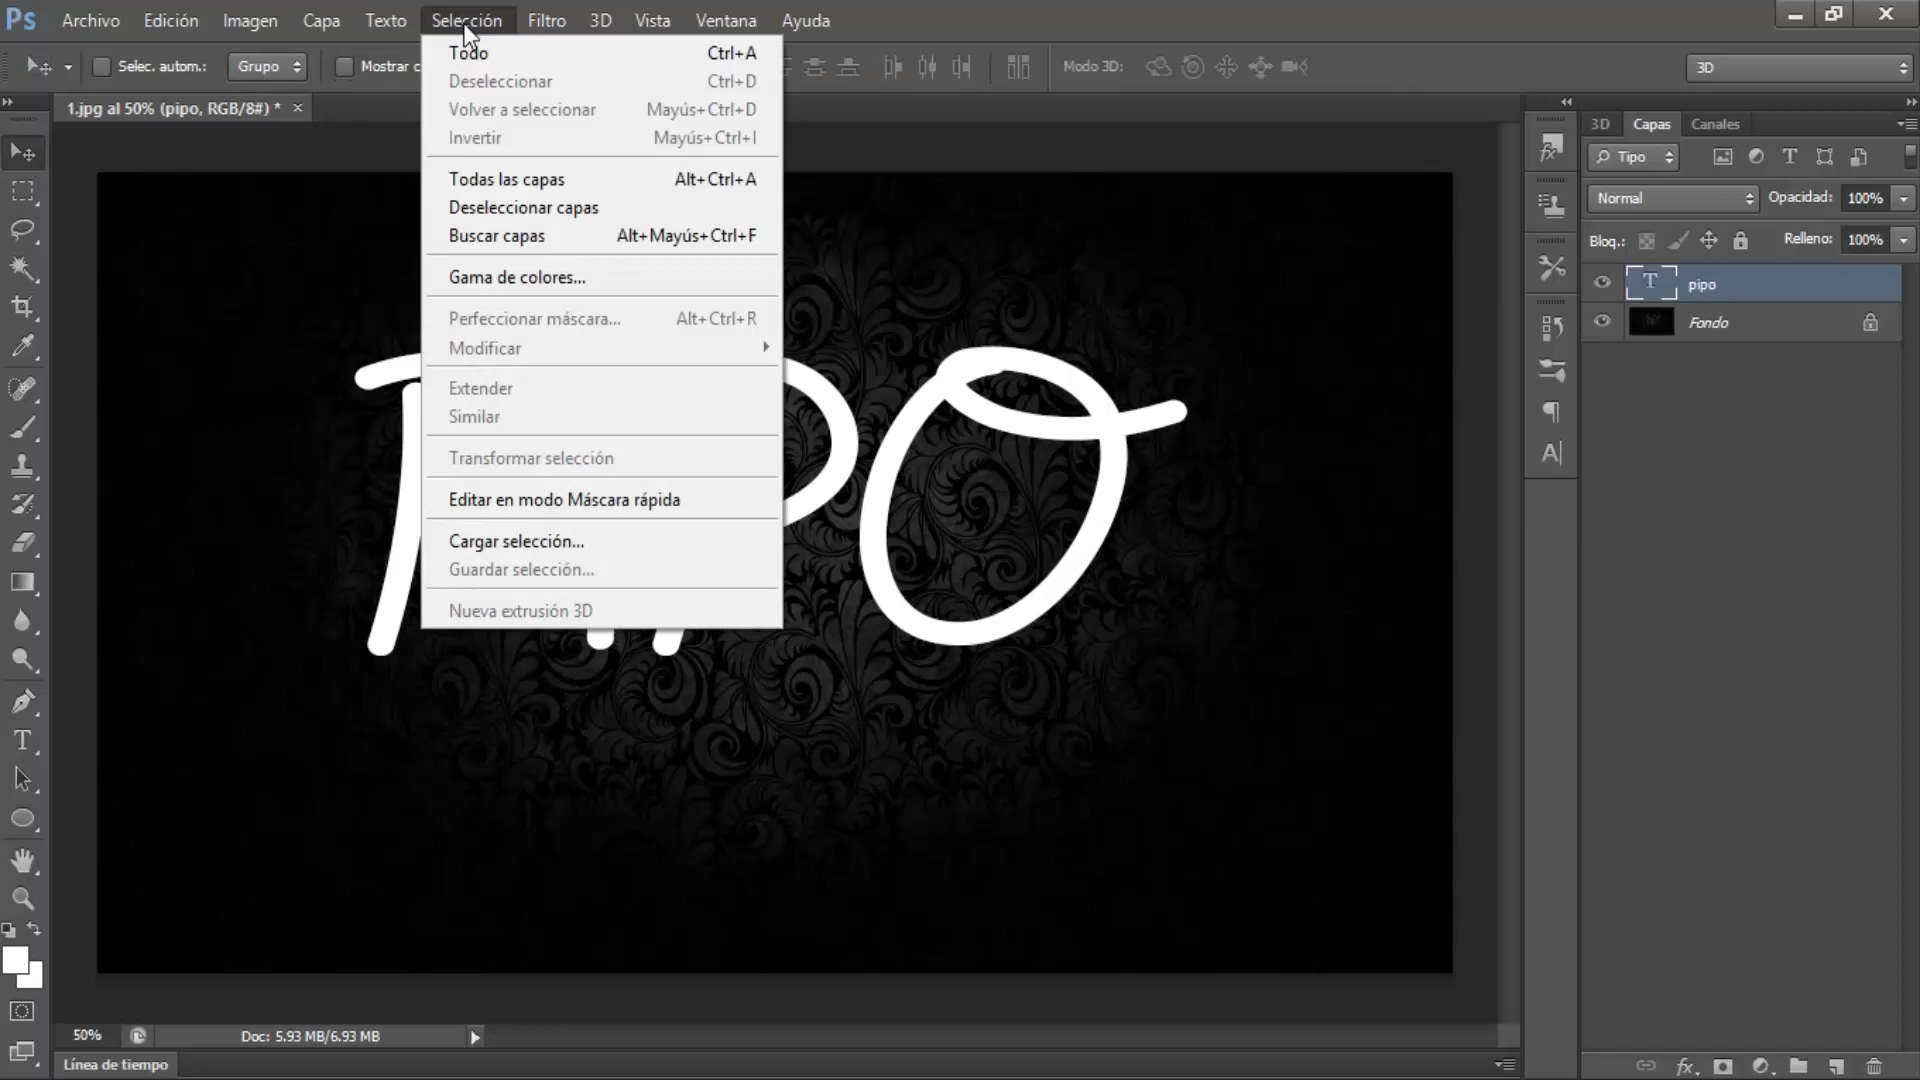 Ps Archivo Edición Imagen Capa Texto Selección Filtro 3D Vista Ventana Ayuda
Selec. autom.: Grupo Mostrar c Modo 3D: 3D
1.jpg al 50% (pipo, RGB/8#) * ×
Todo Ctrl+A
Deseleccionar Ctrl+D
Volver a seleccionar Mayús+Ctrl+D
Invertir Mayús+Ctrl+I
Todas las capas Alt+Ctrl+A
Deseleccionar capas
Buscar capas Alt+Mayús+Ctrl+F
Gama de colores...
Perfeccionar máscara... Alt+Ctrl+R
Modificar
Extender
Similar
Transformar selección
Editar en modo Máscara rápida
Cargar selección...
Guardar selección...
Nueva extrusión 3D
3D Capas Canales
Tipo
Normal Opacidad: 100%
Bloq.: Relleno: 100%
T pipo
Fondo
50% Doc: 5.93 MB/6.93 MB
Línea de tiempo